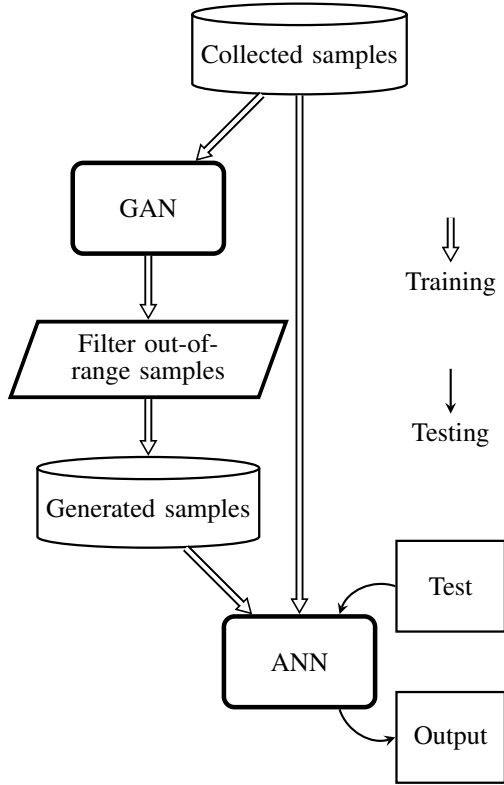 Collected samples
GAN
Training
Filter out-of-
range samples
Testing
Generated samples
Test
ANN
Output